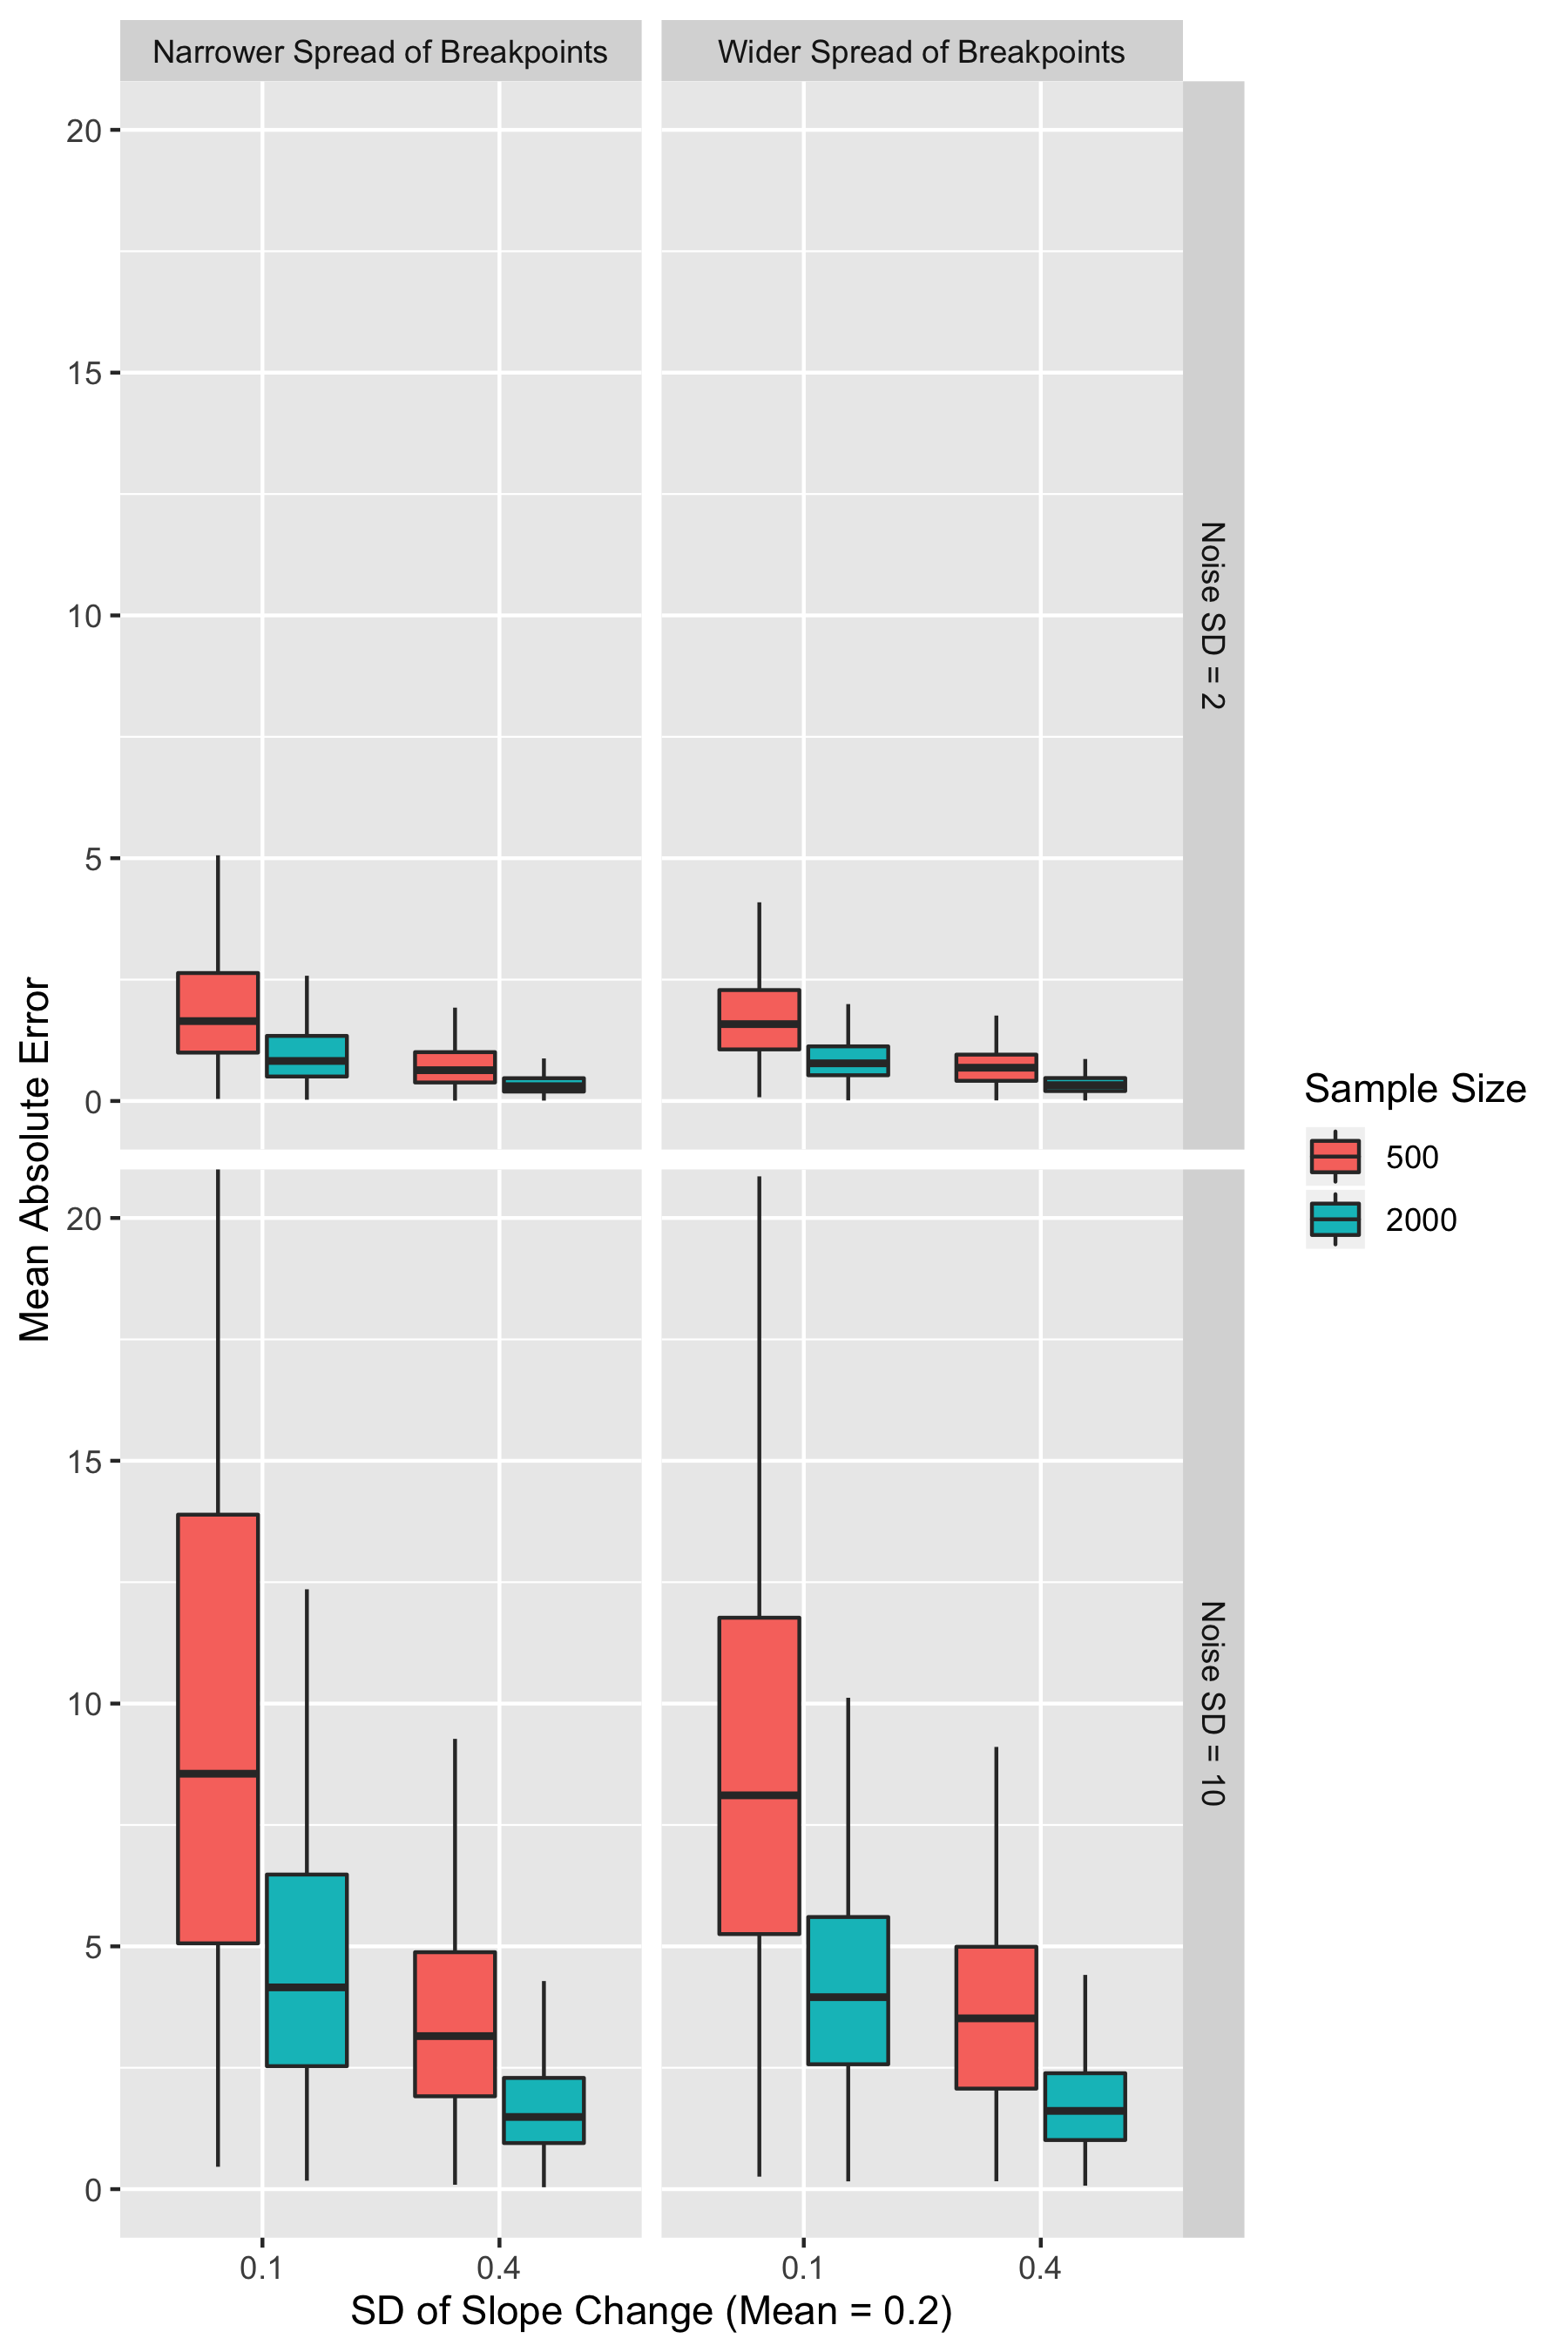 Narrower Spread of Breakpoints
Wider Spread of Breakpoints
20
15
10
5
0
Noise SD = 2
20
15
10
5
0
Noise SD = 10
Mean Absolute Error
0.1
0.4
0.1
0.4
SD of Slope Change (Mean = 0.2)
Sample Size
500
2000